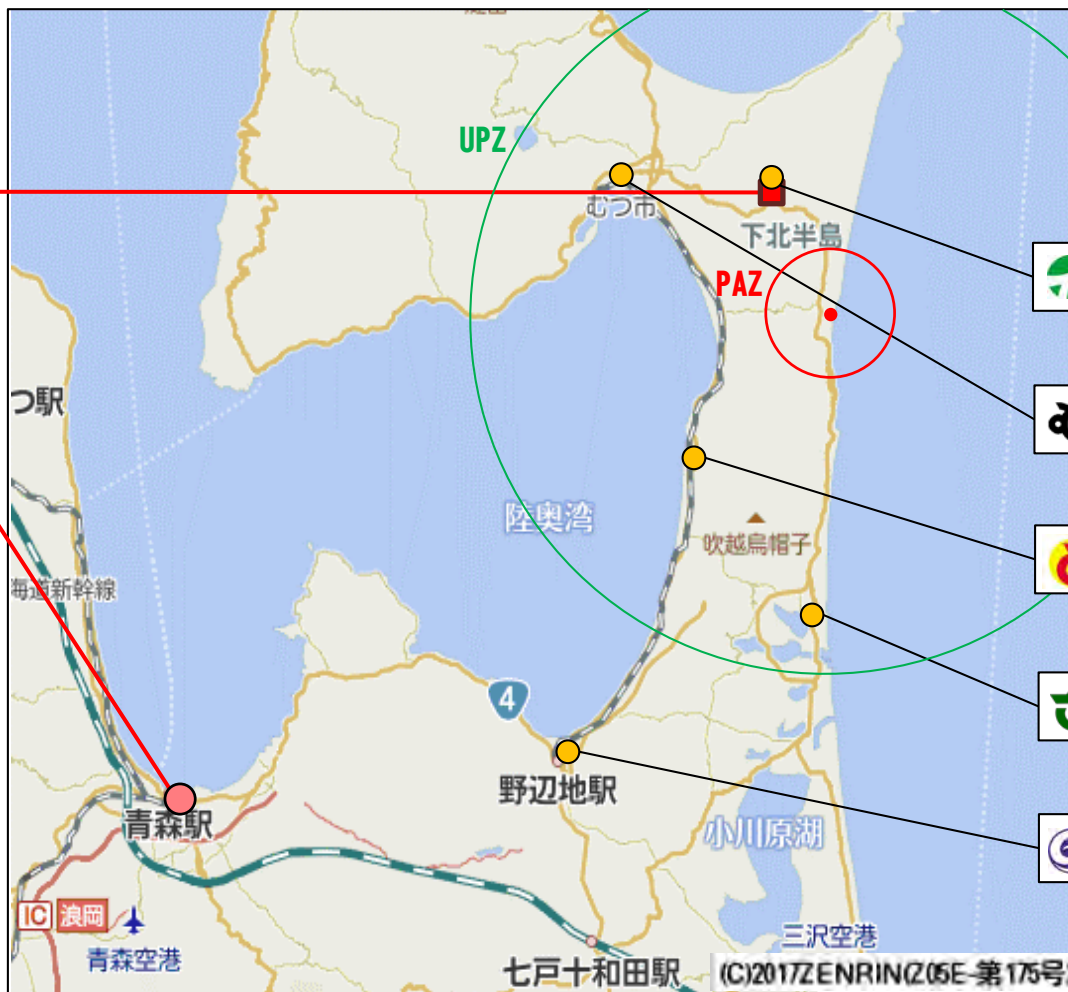 UPZ
むつ市
下北半島
PAZ
つ駅
陸奥湾
吹越烏帽子
海道新幹線
4
野辺地駅
青森駅
小川原湖
IC 浪岡
青森空港
三沢空港
七戸十和田駅
(C)2017ZENRIN(Z05E-第175号